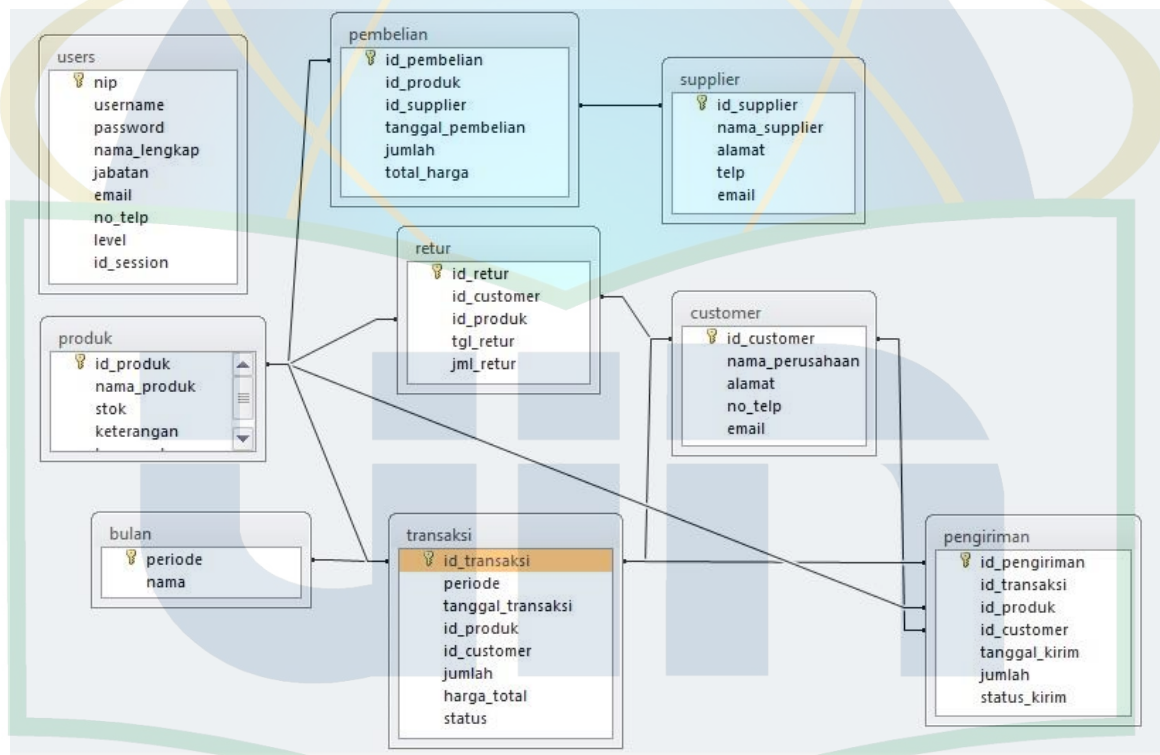 users
nip
username
password
nama_lengkap
jabatan
email
no_telp
level
id_session
pembelian
id_pembelian
id_produk
id_supplier
tanggal_pembelian
jumlah
total_harga
supplier
id_supplier
nama_supplier
alamat
telp
email
retur
id_retur
id_customer
id_produk
tgl_retur
jml_retur
produk
id_produk
nama_produk
stok
keterangan
customer
id_customer
nama_perusahaan
alamat
no_telp
email
bulan
periode
nama
transaksi
id_transaksi
periode
tanggal_transaksi
id_produk
id_customer
jumlah
harga_total
status
pengiriman
id_pengiriman
id_transaksi
id_produk
id_customer
tanggal_kirim
jumlah
status_kirim